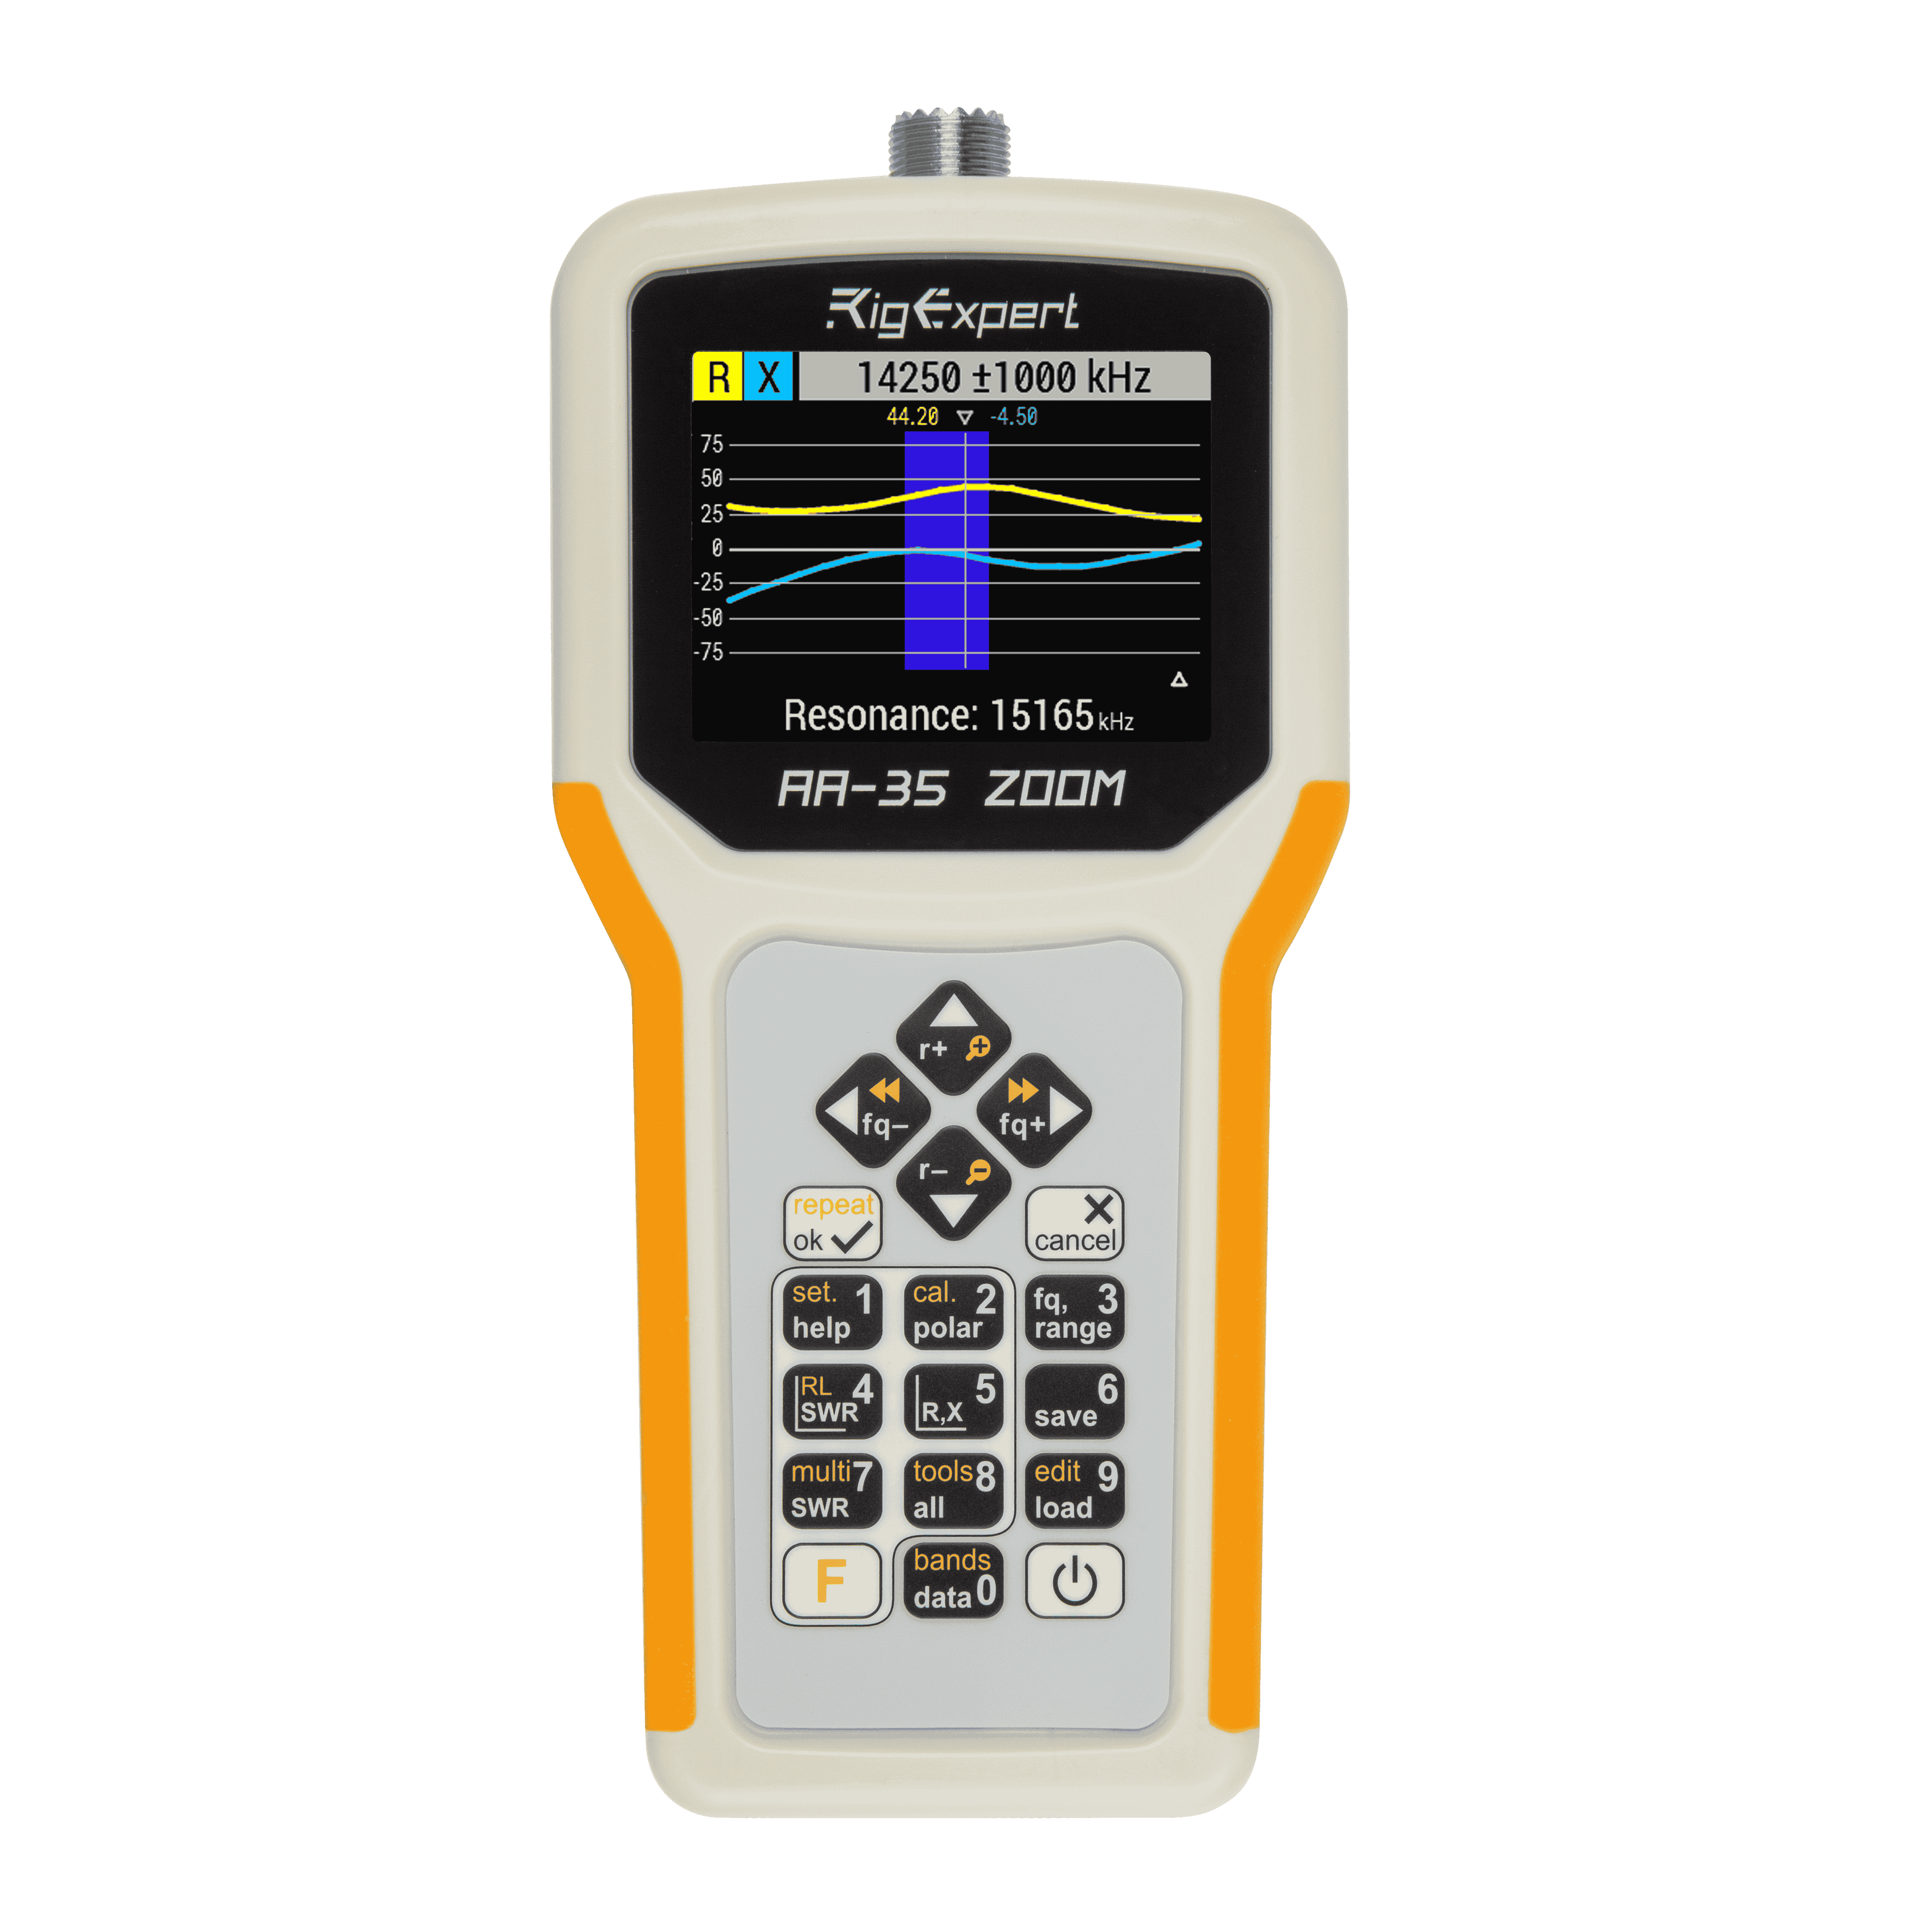 RigExpert
R X 14250 ±1000 kHz
44.20 -4.50
75
50
25
0
-25
-50
-75
Resonance: 15165 kHz
AA-35 ZOOM
r+
fq– fq+
r–
repeat
ok
cancel
set. 1
help
cal. 2
polar
fq, 3
range
RL 4
SWR
5
R,X
6
save
multi 7
SWR
tools 8
all
edit 9
load
F
bands
data 0